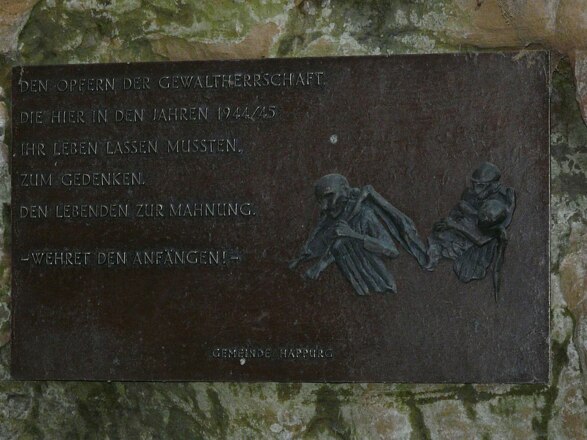 DEN OPFERN DER GEWALTHERRSCHAFT.
DIE HIER IN DEN JAHREN 1944/45
IHR LEBEN LASSEN MUSSTEN,
ZUM GEDENKEN.
DEN LEBENDEN ZUR MAHNUNG.
-WEHRET DEN ANFÄNGEN!-
GEMEINDE HAPPURG